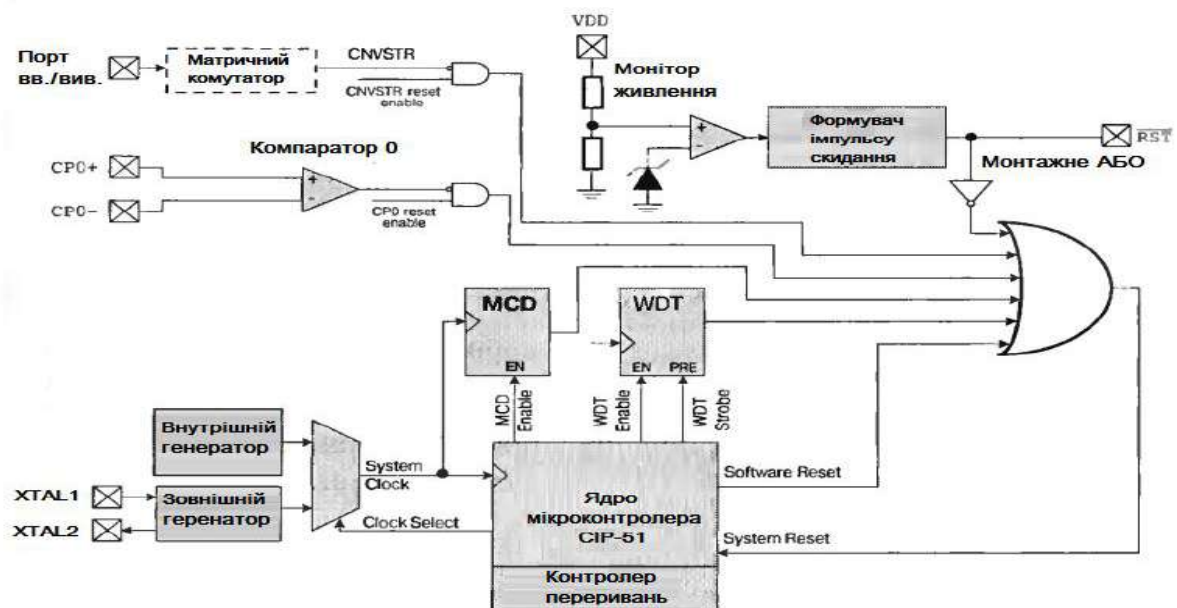 VDD
Порт
вв./вив.
Матричний
комутатор
CNVSTR
CNVSTR reset
enable
Монітор
живлення
Формувач
імпульсу
скидання
RST
Монтажне АБО
Компаратор 0
CP0+
CP0-
CP0 reset
enable
MCD
EN
WDT
EN PRE
MCD
Enable
WDT
Enable
WDT
Strobe
Внутрішній
генератор
XTAL1
XTAL2
Зовнішній
геренатор
System
Clock
Clock Select
Ядро
мікроконтролера
CIP-51
Software Reset
System Reset
Контролер
переривань